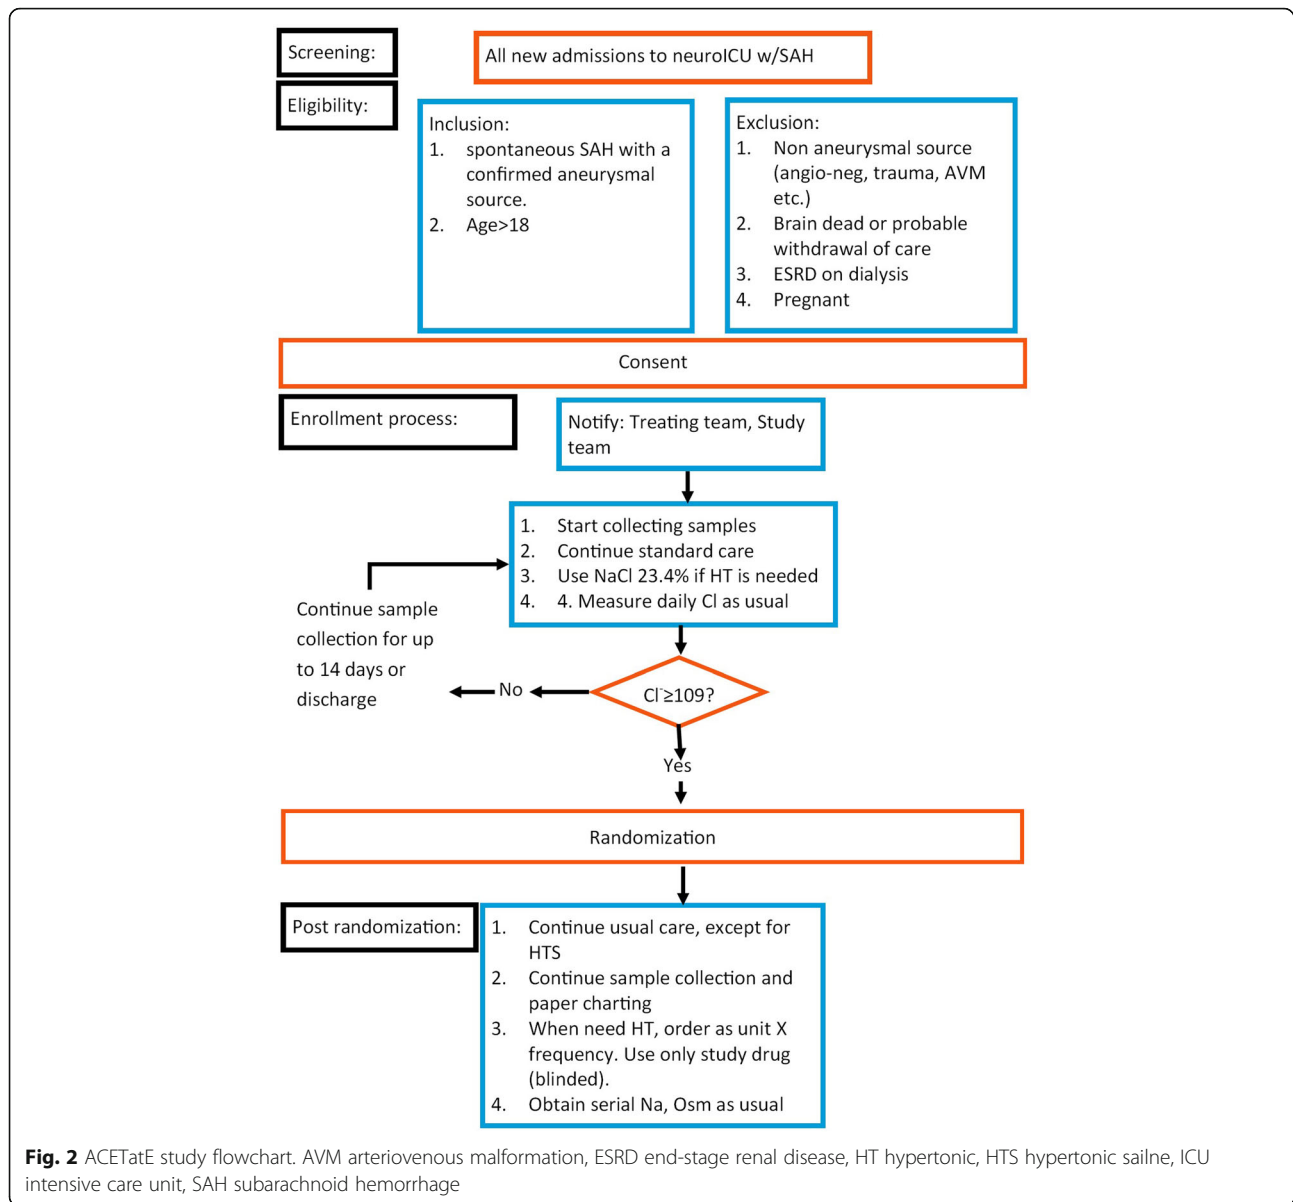 Screening:
All new admissions to neuroICU w/SAH
Eligibility:
Inclusion:
1. spontaneous SAH with a
confirmed aneurysmal
source.
2. Age>18
Exclusion:
1. Non aneurysmal source
(angio-neg, trauma, AVM
etc.)
2. Brain dead or probable
withdrawal of care
3. ESRD on dialysis
4. Pregnant
Consent
Enrollment process:
Notify: Treating team, Study
team
1. Start collecting samples
2. Continue standard care
3. Use NaCl 23.4% if HT is needed
4. 4. Measure daily Cl as usual
Continue sample
collection for up
to 14 days or
discharge
No
Cl⁻≥109?
Yes
Randomization
Post randomization:
1. Continue usual care, except for
HTS
2. Continue sample collection and
paper charting
3. When need HT, order as unit X
frequency. Use only study drug
(blinded).
4. Obtain serial Na, Osm as usual
Fig. 2 ACETatE study flowchart. AVM arteriovenous malformation, ESRD end-stage renal disease, HT hypertonic, HTS hypertonic sailne, ICU
intensive care unit, SAH subarachnoid hemorrhage